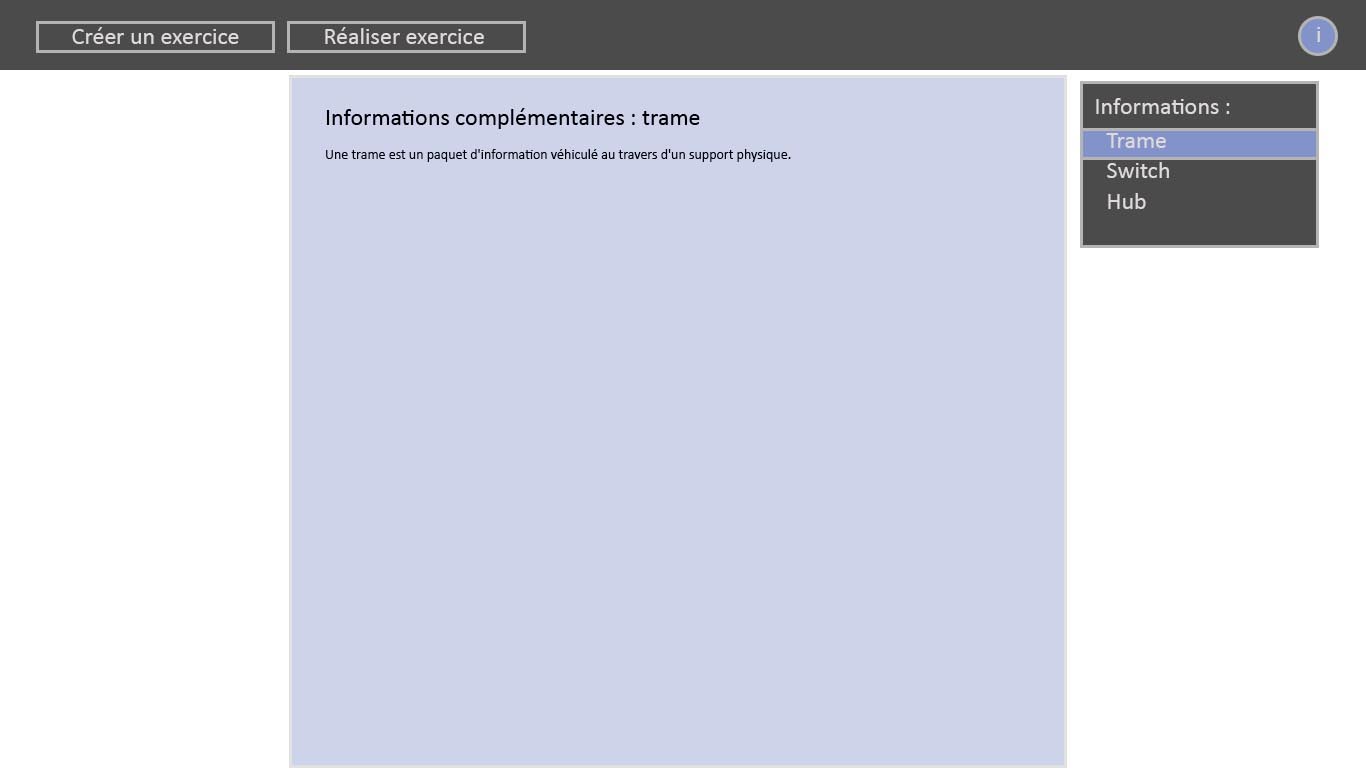 Créer un exercice
Réaliser exercice
i
Informations complémentaires : trame
Une trame est un paquet d'information véhiculé au travers d'un support physique.
Informations :
Trame
Switch
Hub